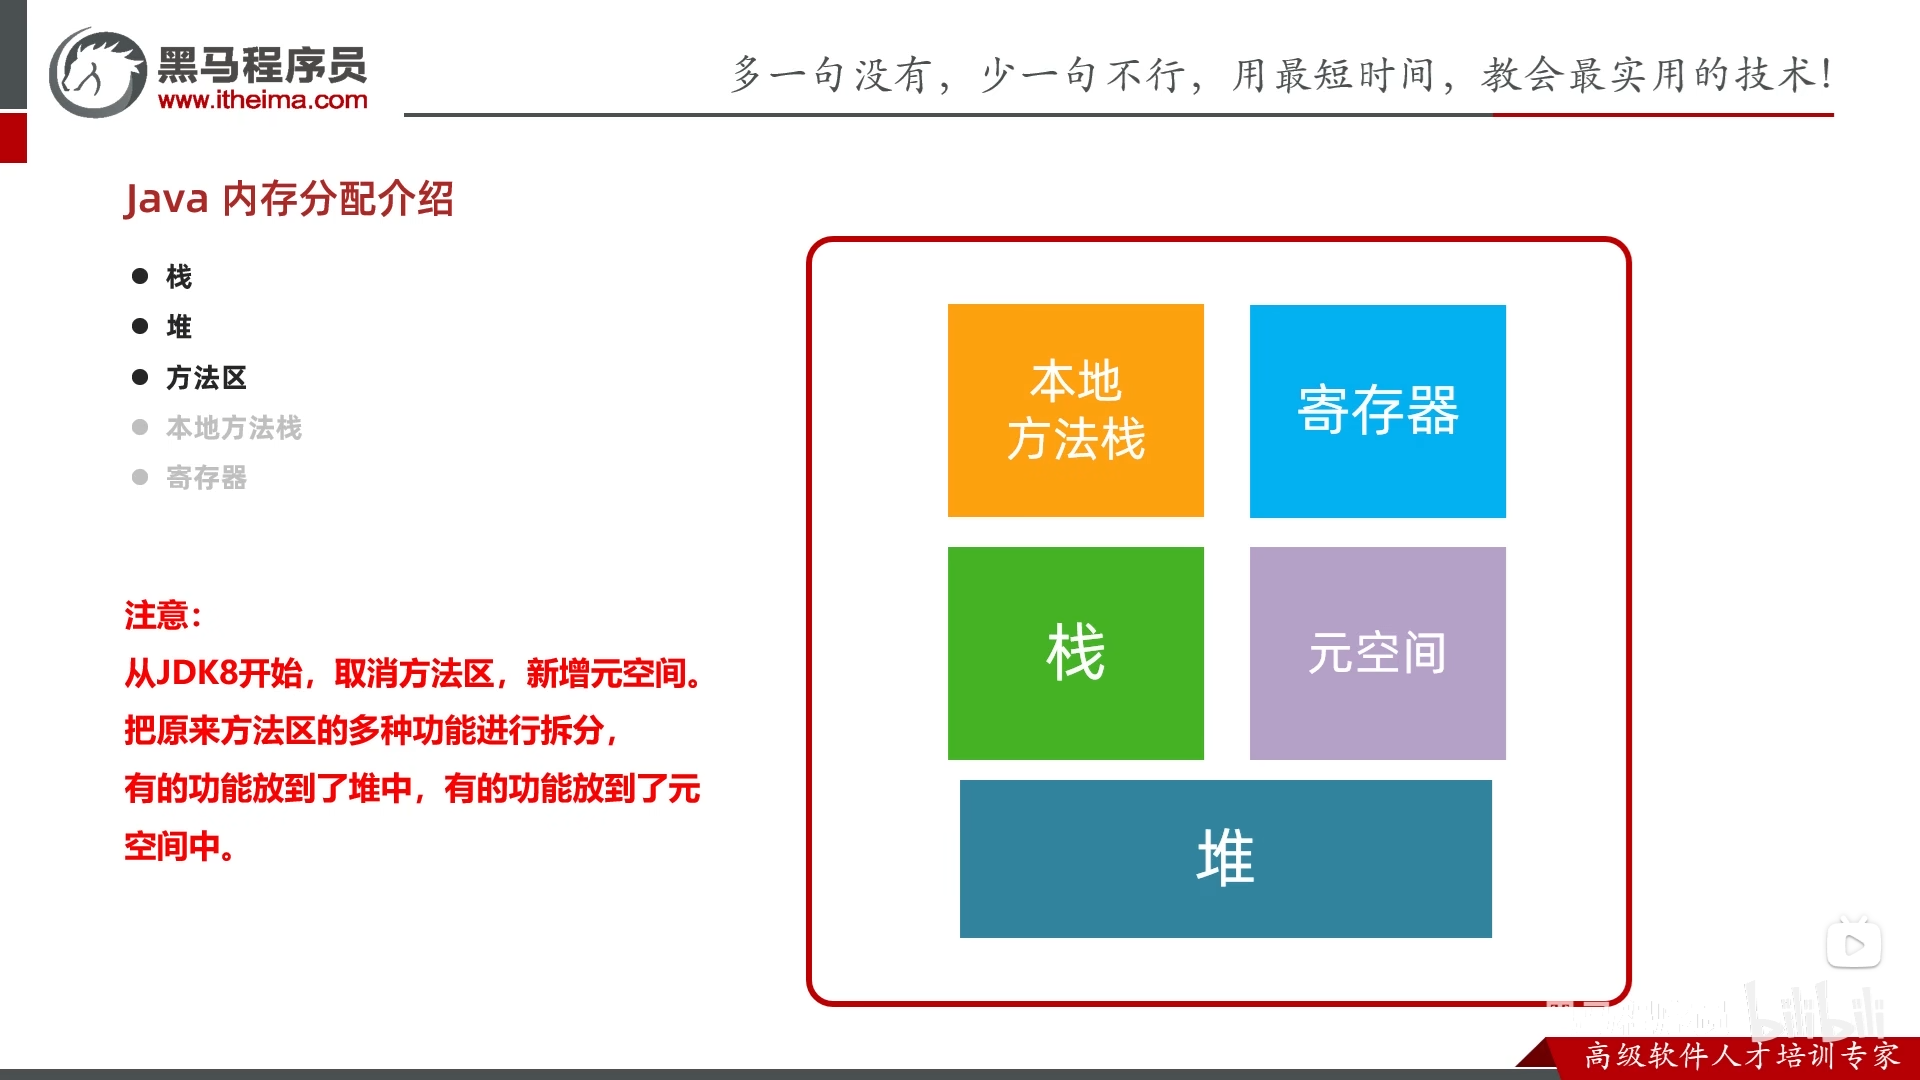 黑马程序员
www.itheima.com
多一句没有，少一句不行，用最短时间，教会最实用的技术！
Java 内存分配介绍
栈
堆
方法区
本地方法栈
寄存器
注意：
从JDK8开始，取消方法区，新增元空间。
把原来方法区的多种功能进行拆分，
有的功能放到了堆中，有的功能放到了元
空间中。
本地
方法栈
寄存器
栈
元空间
堆
bilibili
高级软件人才培训专家